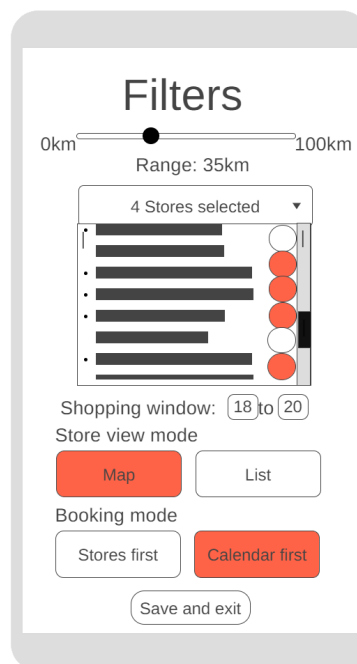 Filters
0km 100km
Range: 35km
4 Stores selected
Shopping window: 18 to 20
Store view mode
Map List
Booking mode
Stores first Calendar first
Save and exit